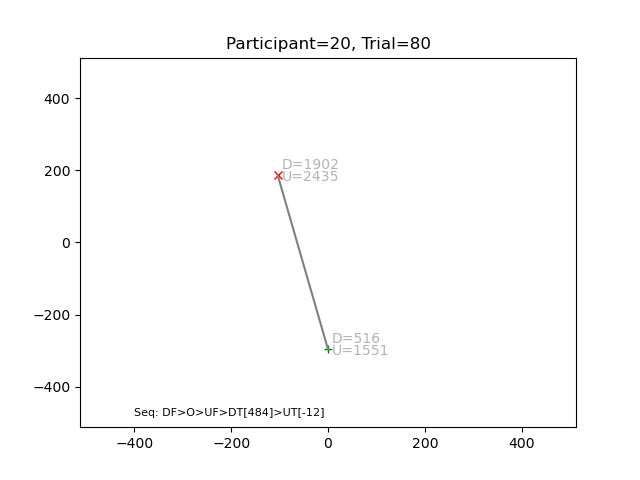 Participant=20, Trial=80
400
200
0
−200
−400
D=1902
U=2435
D=516
U=1551
Seq: DF>O>UF>DT[484]>UT[-12]
−400
−200
0
200
400